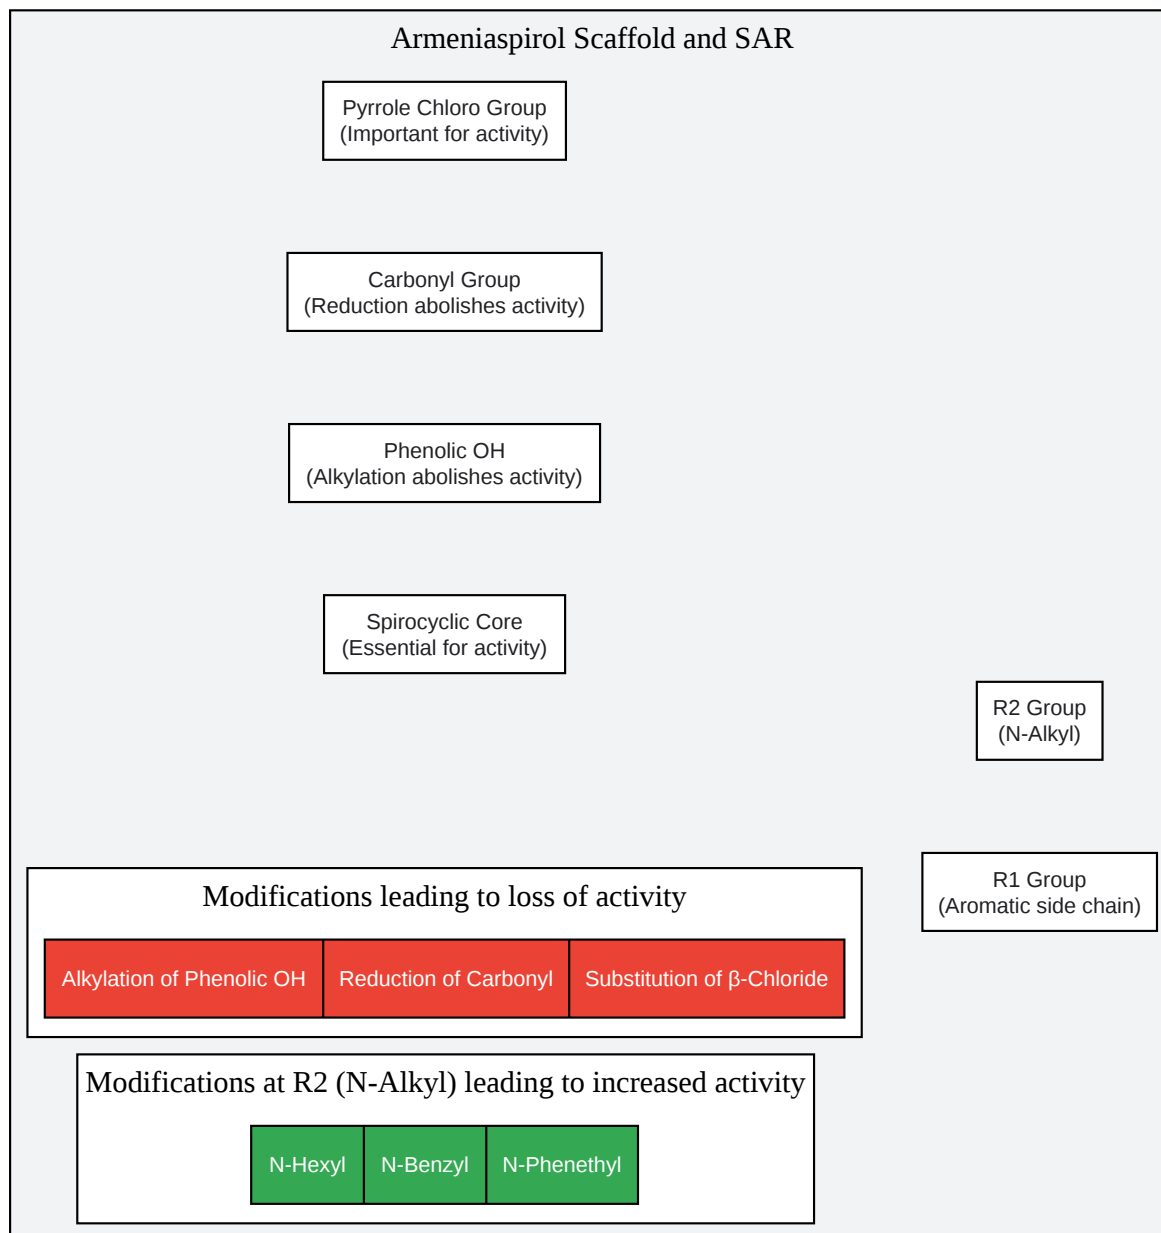 Armeniaspirol Scaffold and SAR
Pyrrole Chloro Group
(Important for activity)
Carbonyl Group
(Reduction abolishes activity)
Phenolic OH
(Alkylation abolishes activity)
Spirocyclic Core
(Essential for activity)
R2 Group
(N-Alkyl)
R1 Group
(Aromatic side chain)
Modifications leading to loss of activity
Alkylation of Phenolic OH
Reduction of Carbonyl
Substitution of β-Chloride
Modifications at R2 (N-Alkyl) leading to increased activity
N-Hexyl
N-Benzyl
N-Phenethyl